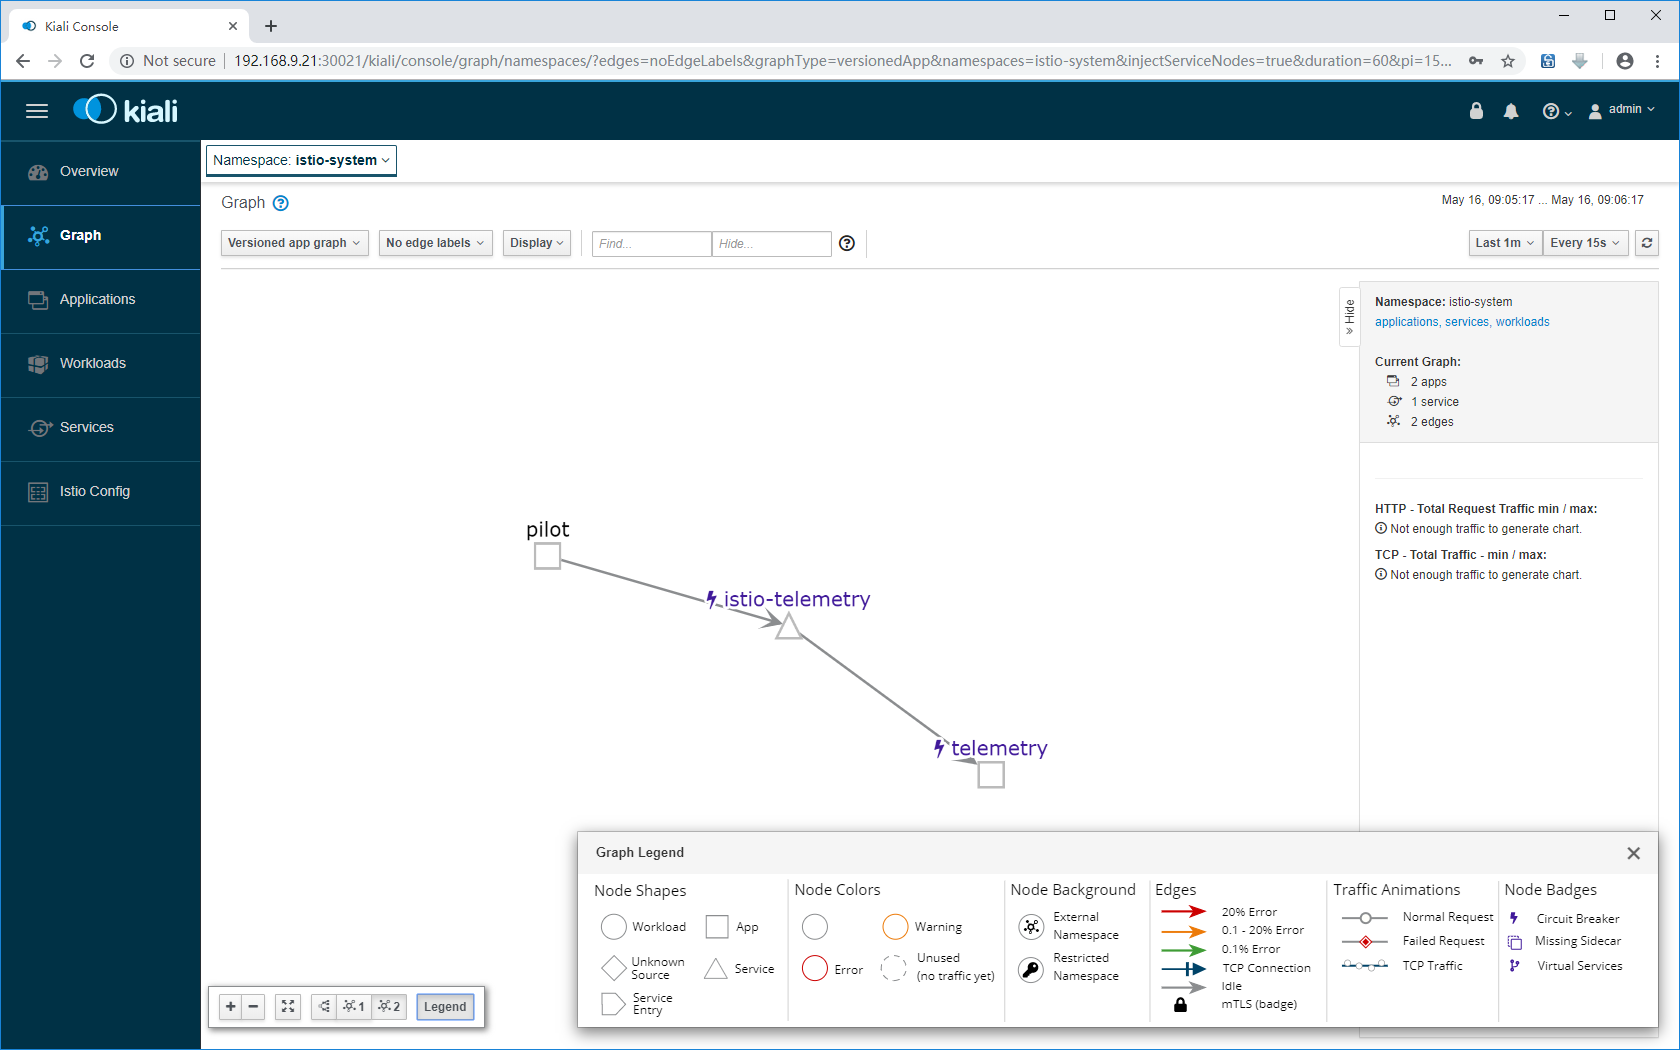 Kiali Console
Not secure
192.168.9.21:30021/kiali/console/graph/namespaces/?edges=noEdgeLabels&graphType=versionedApp&namespaces=istio-system&injectServiceNodes=true&duration=60&pi=15...
kiali
admin
Overview
Graph
Applications
Workloads
Services
Istio Config
Namespace: istio-system
Graph
May 16, 09:05:17 ... May 16, 09:06:17
Versioned app graph
No edge labels
Display
Find...
Hide...
Last 1m
Every 15s
» Hide
Namespace: istio-system
applications, services, workloads
Current Graph:
2 apps
1 service
2 edges
HTTP - Total Request Traffic min / max:
Not enough traffic to generate chart.
TCP - Total Traffic - min / max:
Not enough traffic to generate chart.
pilot
istio-telemetry
telemetry
1
2
Legend
Graph Legend
Node Shapes
Workload
App
Unknown
Source
Service
Service
Entry
Node Colors
Warning
Error
Unused
(no traffic yet)
Node Background
External
Namespace
Restricted
Namespace
Edges
20% Error
0.1 - 20% Error
0.1% Error
TCP Connection
Idle
mTLS (badge)
Traffic Animations
Normal Request
Failed Request
TCP Traffic
Node Badges
Circuit Breaker
Missing Sidecar
Virtual Services